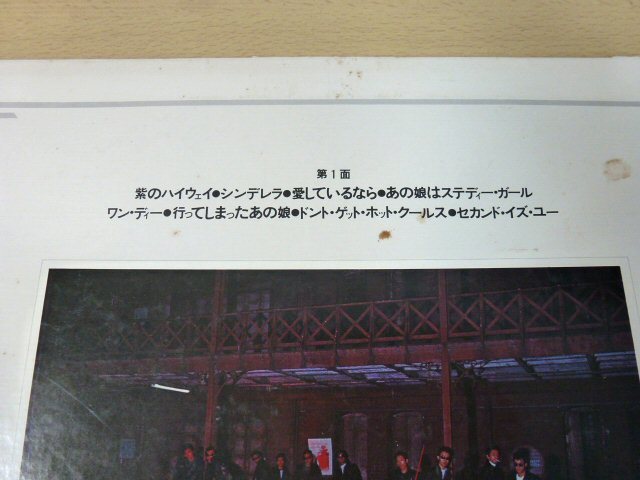 第1面
紫のハイウェイ●シンデレラ●愛しているなら●あの娘はステディー・ガール
ワン・ディー●行ってしまったあの娘●ドント・ゲット・ホット・クールス●セカンド・イズ・ユー